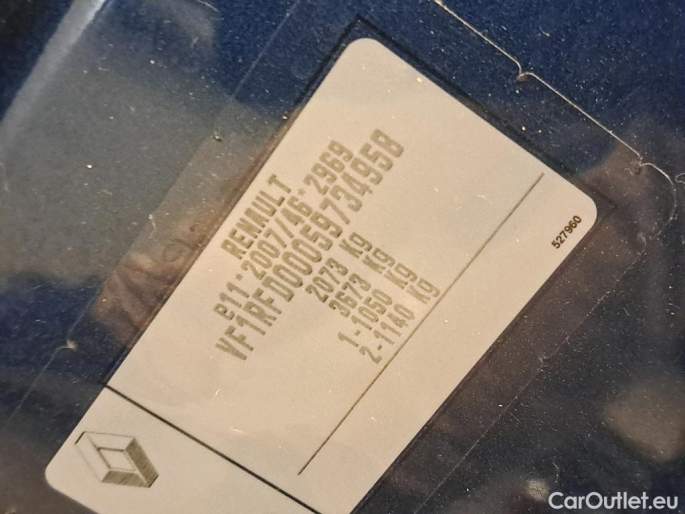 RENAULT
e11*2007/46*2969
VF1RFD00059734958
2073 Kg
3673 Kg
1-1050 Kg
2-1140 Kg
527960
CarOutlet.eu